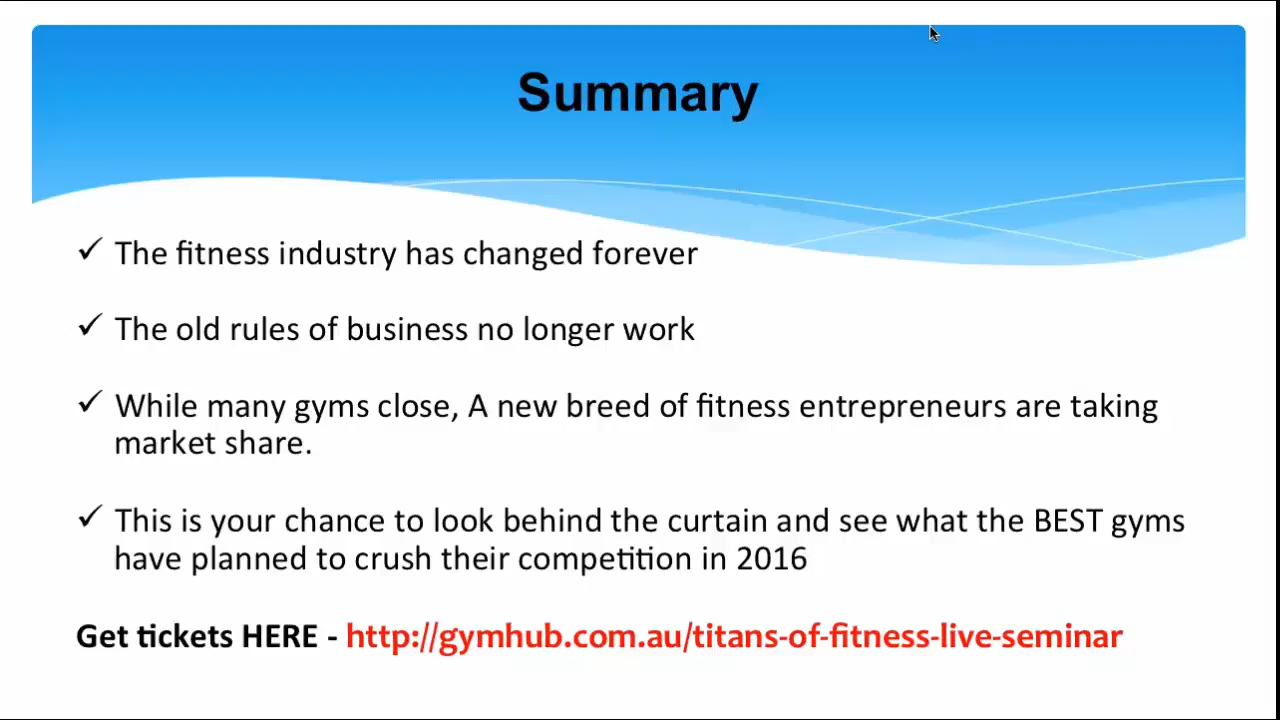 Summary
✓ The fitness industry has changed forever
✓ The old rules of business no longer work
✓ While many gyms close, A new breed of fitness entrepreneurs are taking
market share.
✓ This is your chance to look behind the curtain and see what the BEST gyms
have planned to crush their competition in 2016
Get tickets HERE - http://gymhub.com.au/titans-of-fitness-live-seminar